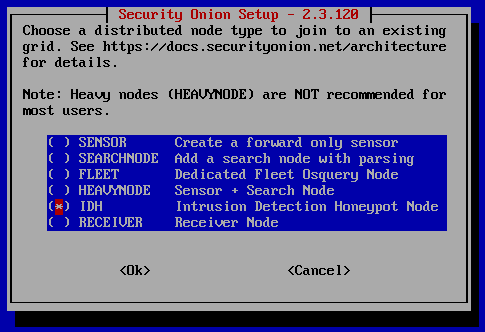 Security Onion Setup - 2.3.120
Choose a distributed node type to join to an existing
grid. See https://docs.securityonion.net/architecture
for details.
Note: Heavy nodes (HEAVYNODE) are NOT recommended for
most users.
( ) SENSOR Create a forward only sensor
( ) SEARCHNODE Add a search node with parsing
( ) FLEET Dedicated Fleet Osquery Node
( ) HEAVYNODE Sensor + Search Node
(*) IDH Intrusion Detection Honeypot Node
( ) RECEIVER Receiver Node
<Ok> <Cancel>